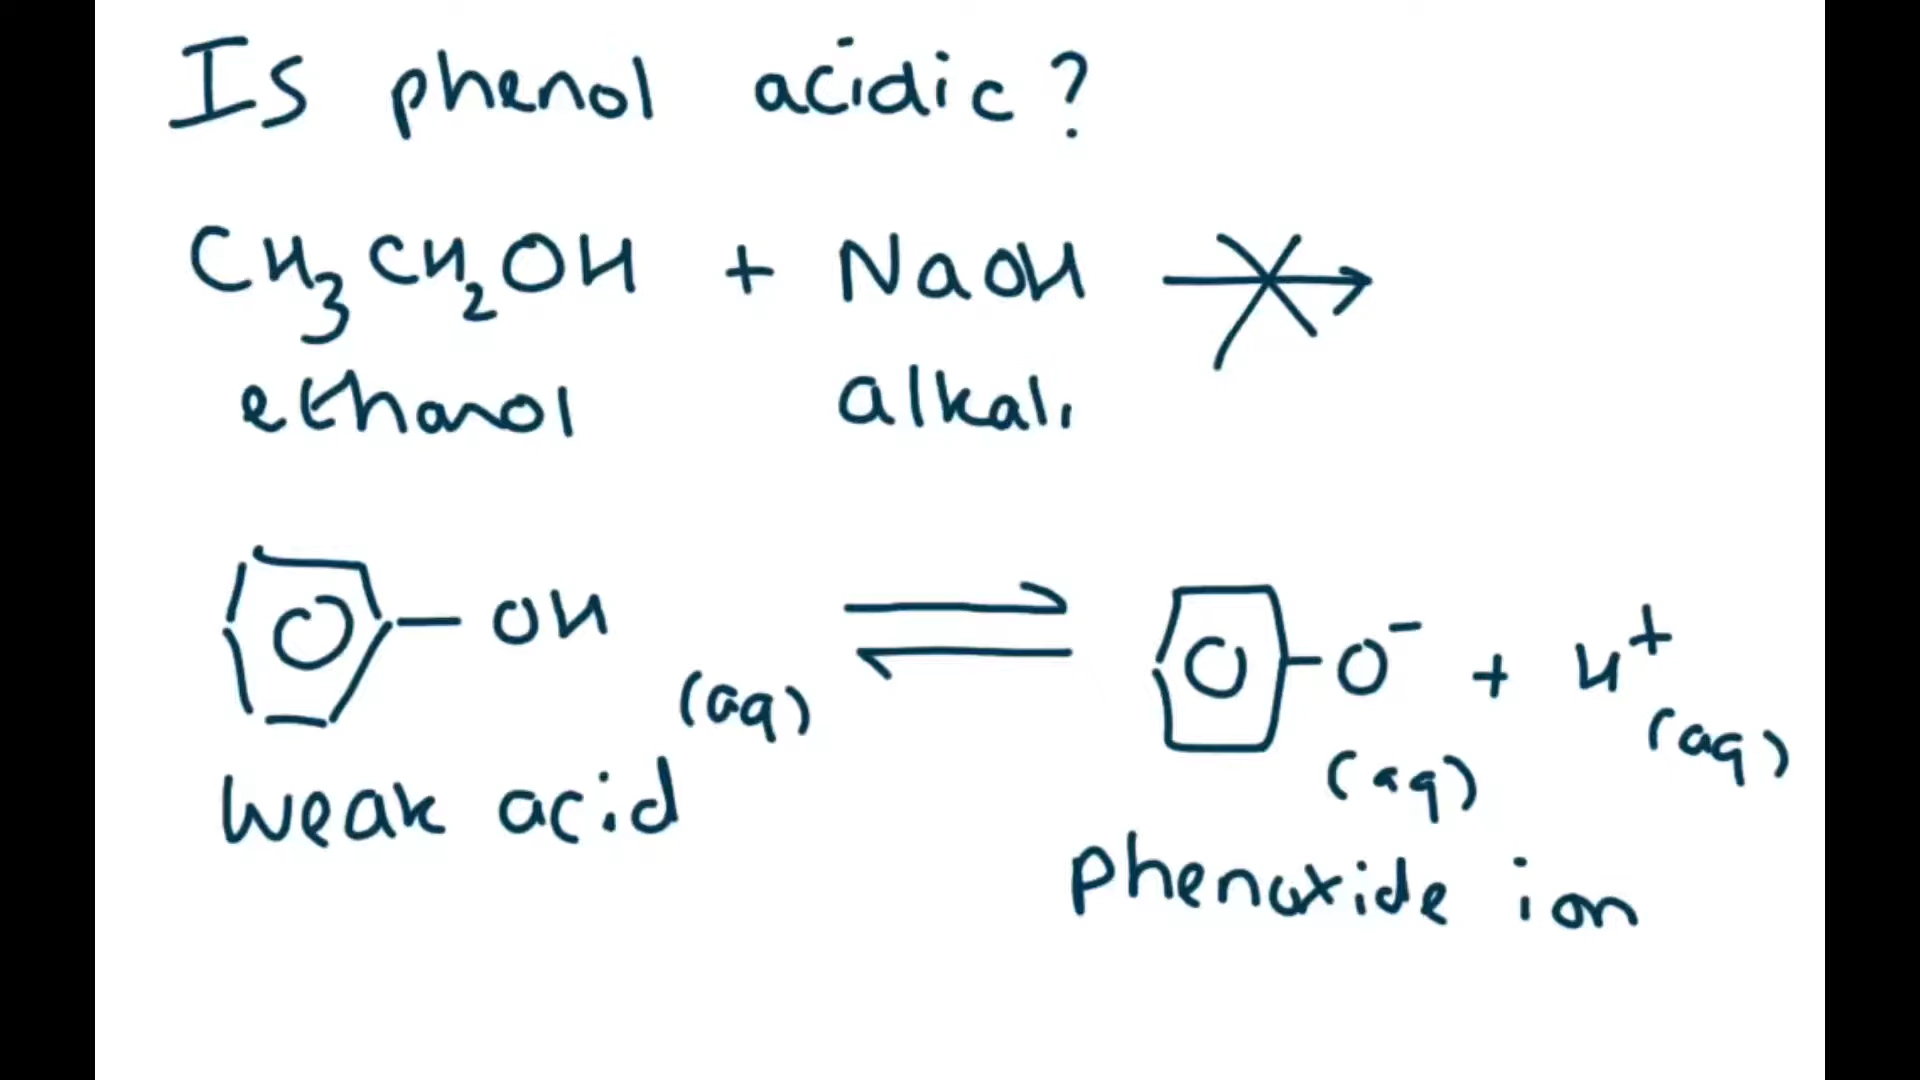 Is phenol acidic?
CH₃CH₂OH + NaOH
ethanol alkali
OH (aq) ⇌ O⁻ (aq) + H⁺ (aq)
weak acid
phenoxide ion